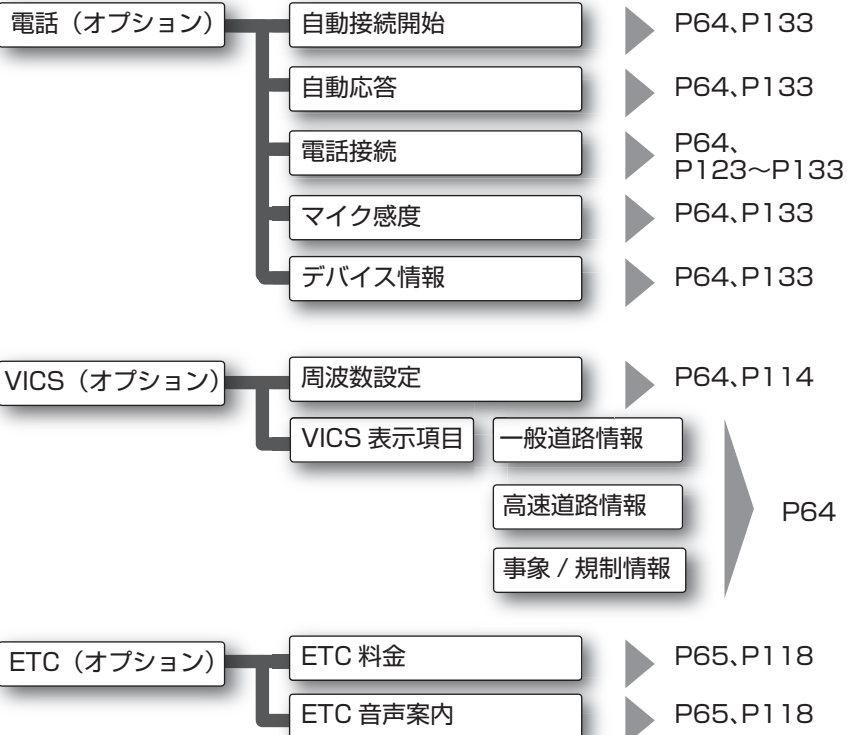 電話（オプション）
自動接続開始
P64、P133
自動応答
P64、P133
電話接続
P64、
P123～P133
マイク感度
P64、P133
デバイス情報
P64、P133
VICS（オプション）
周波数設定
P64、P114
VICS 表示項目
一般道路情報
高速道路情報
P64
事象 / 規制情報
ETC（オプション）
ETC 料金
P65、P118
ETC 音声案内
P65、P118